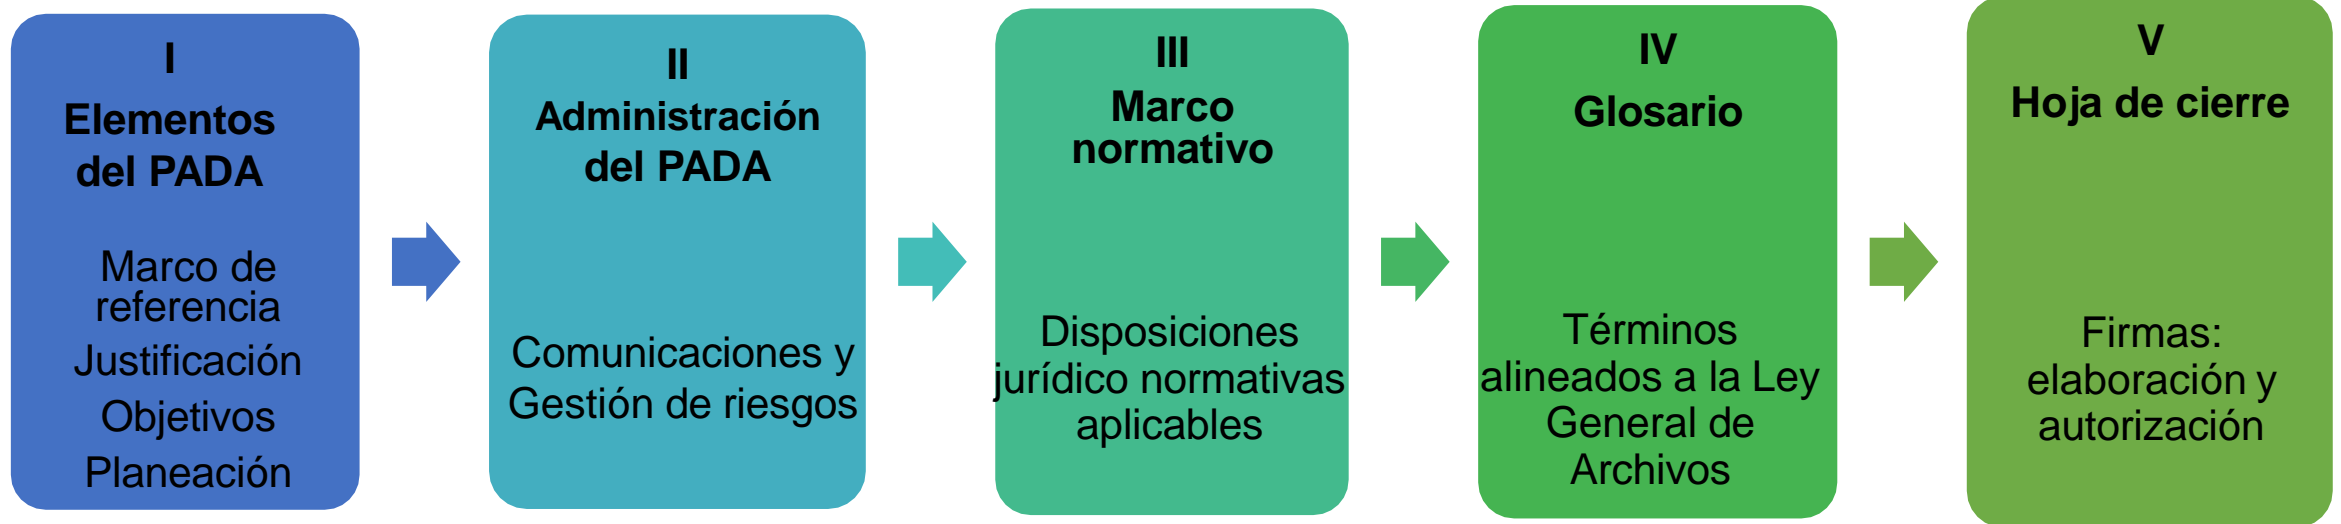 I
Elementos
del PADA
Marco de
referencia
Justificación
Objetivos
Planeación
II
Administración
del PADA
Comunicaciones y
Gestión de riesgos
III
Marco
normativo
Disposiciones
jurídico normativas
aplicables
IV
Glosario
Términos
alineados a la Ley
General de
Archivos
V
Hoja de cierre
Firmas:
elaboración y
autorización